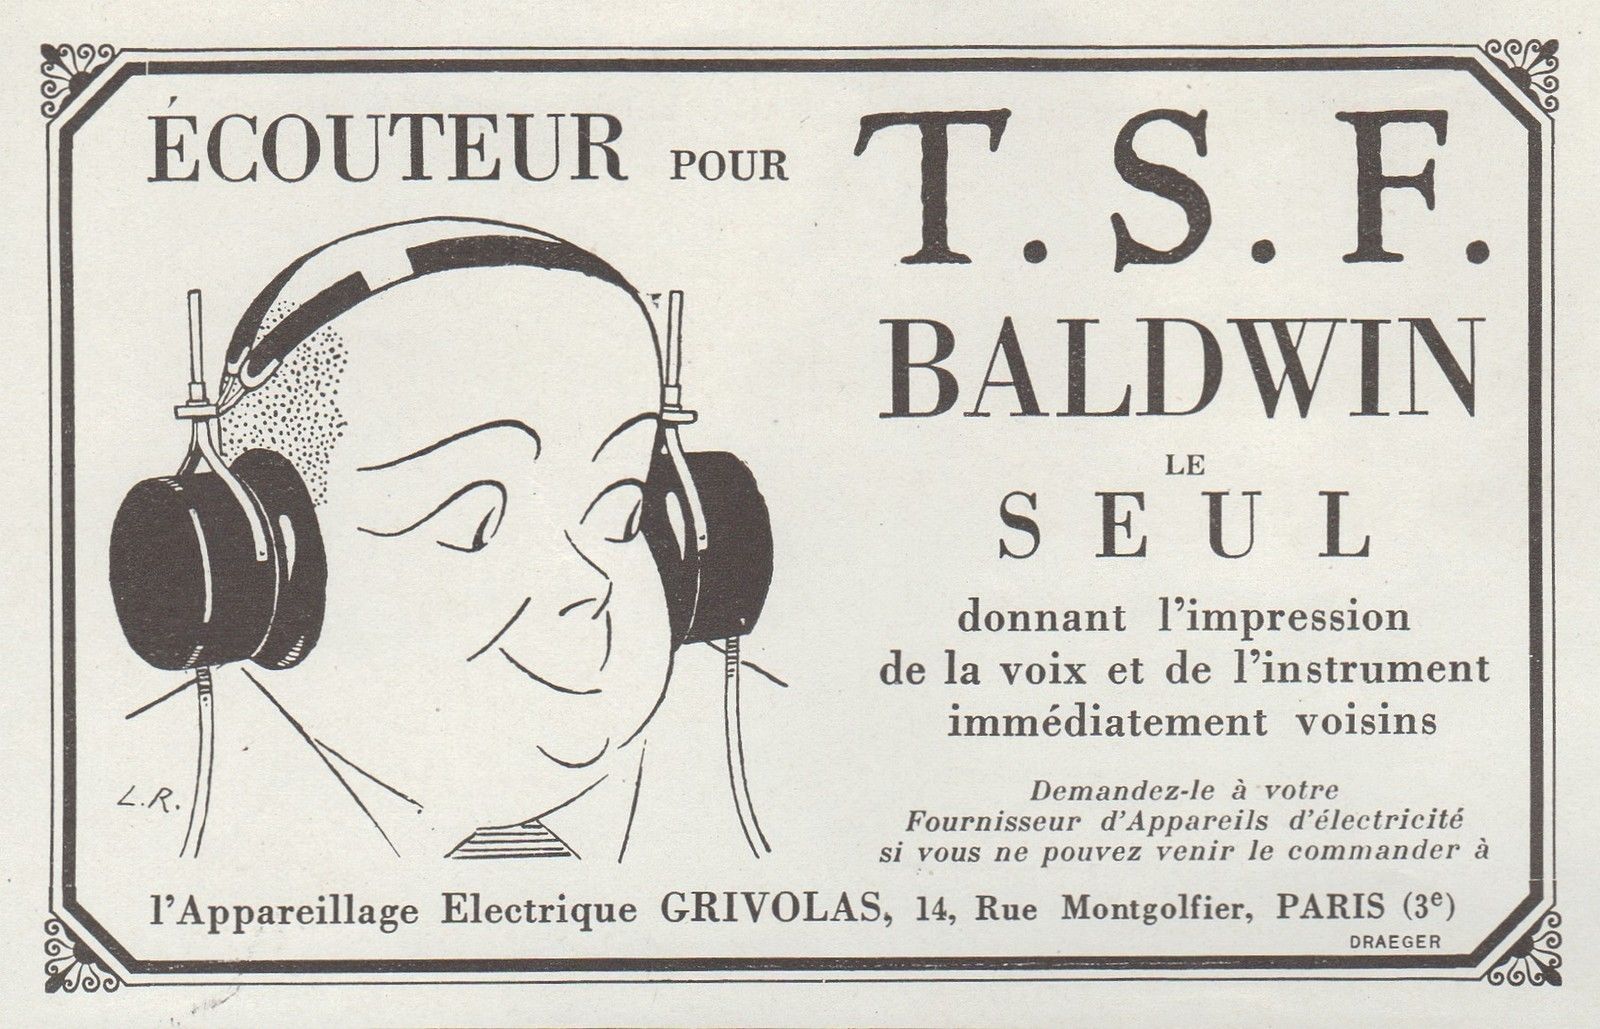 ÉCOUTEUR POUR T. S. F.
BALDWIN
LE
SEUL
donnant l'impression
de la voix et de l'instrument
immédiatement voisins
Demandez-le à votre
Fournisseur d'Appareils d'électricité
si vous ne pouvez venir le commander à
l'Appareillage Electrique GRIVOLAS, 14, Rue Montgolfier, PARIS (3e)
DRAEGER
L.R.